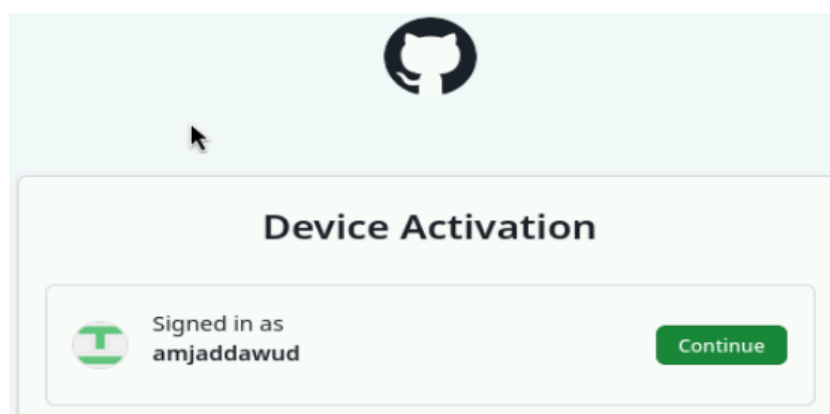 Device Activation
Signed in as
amjaddawud
Continue